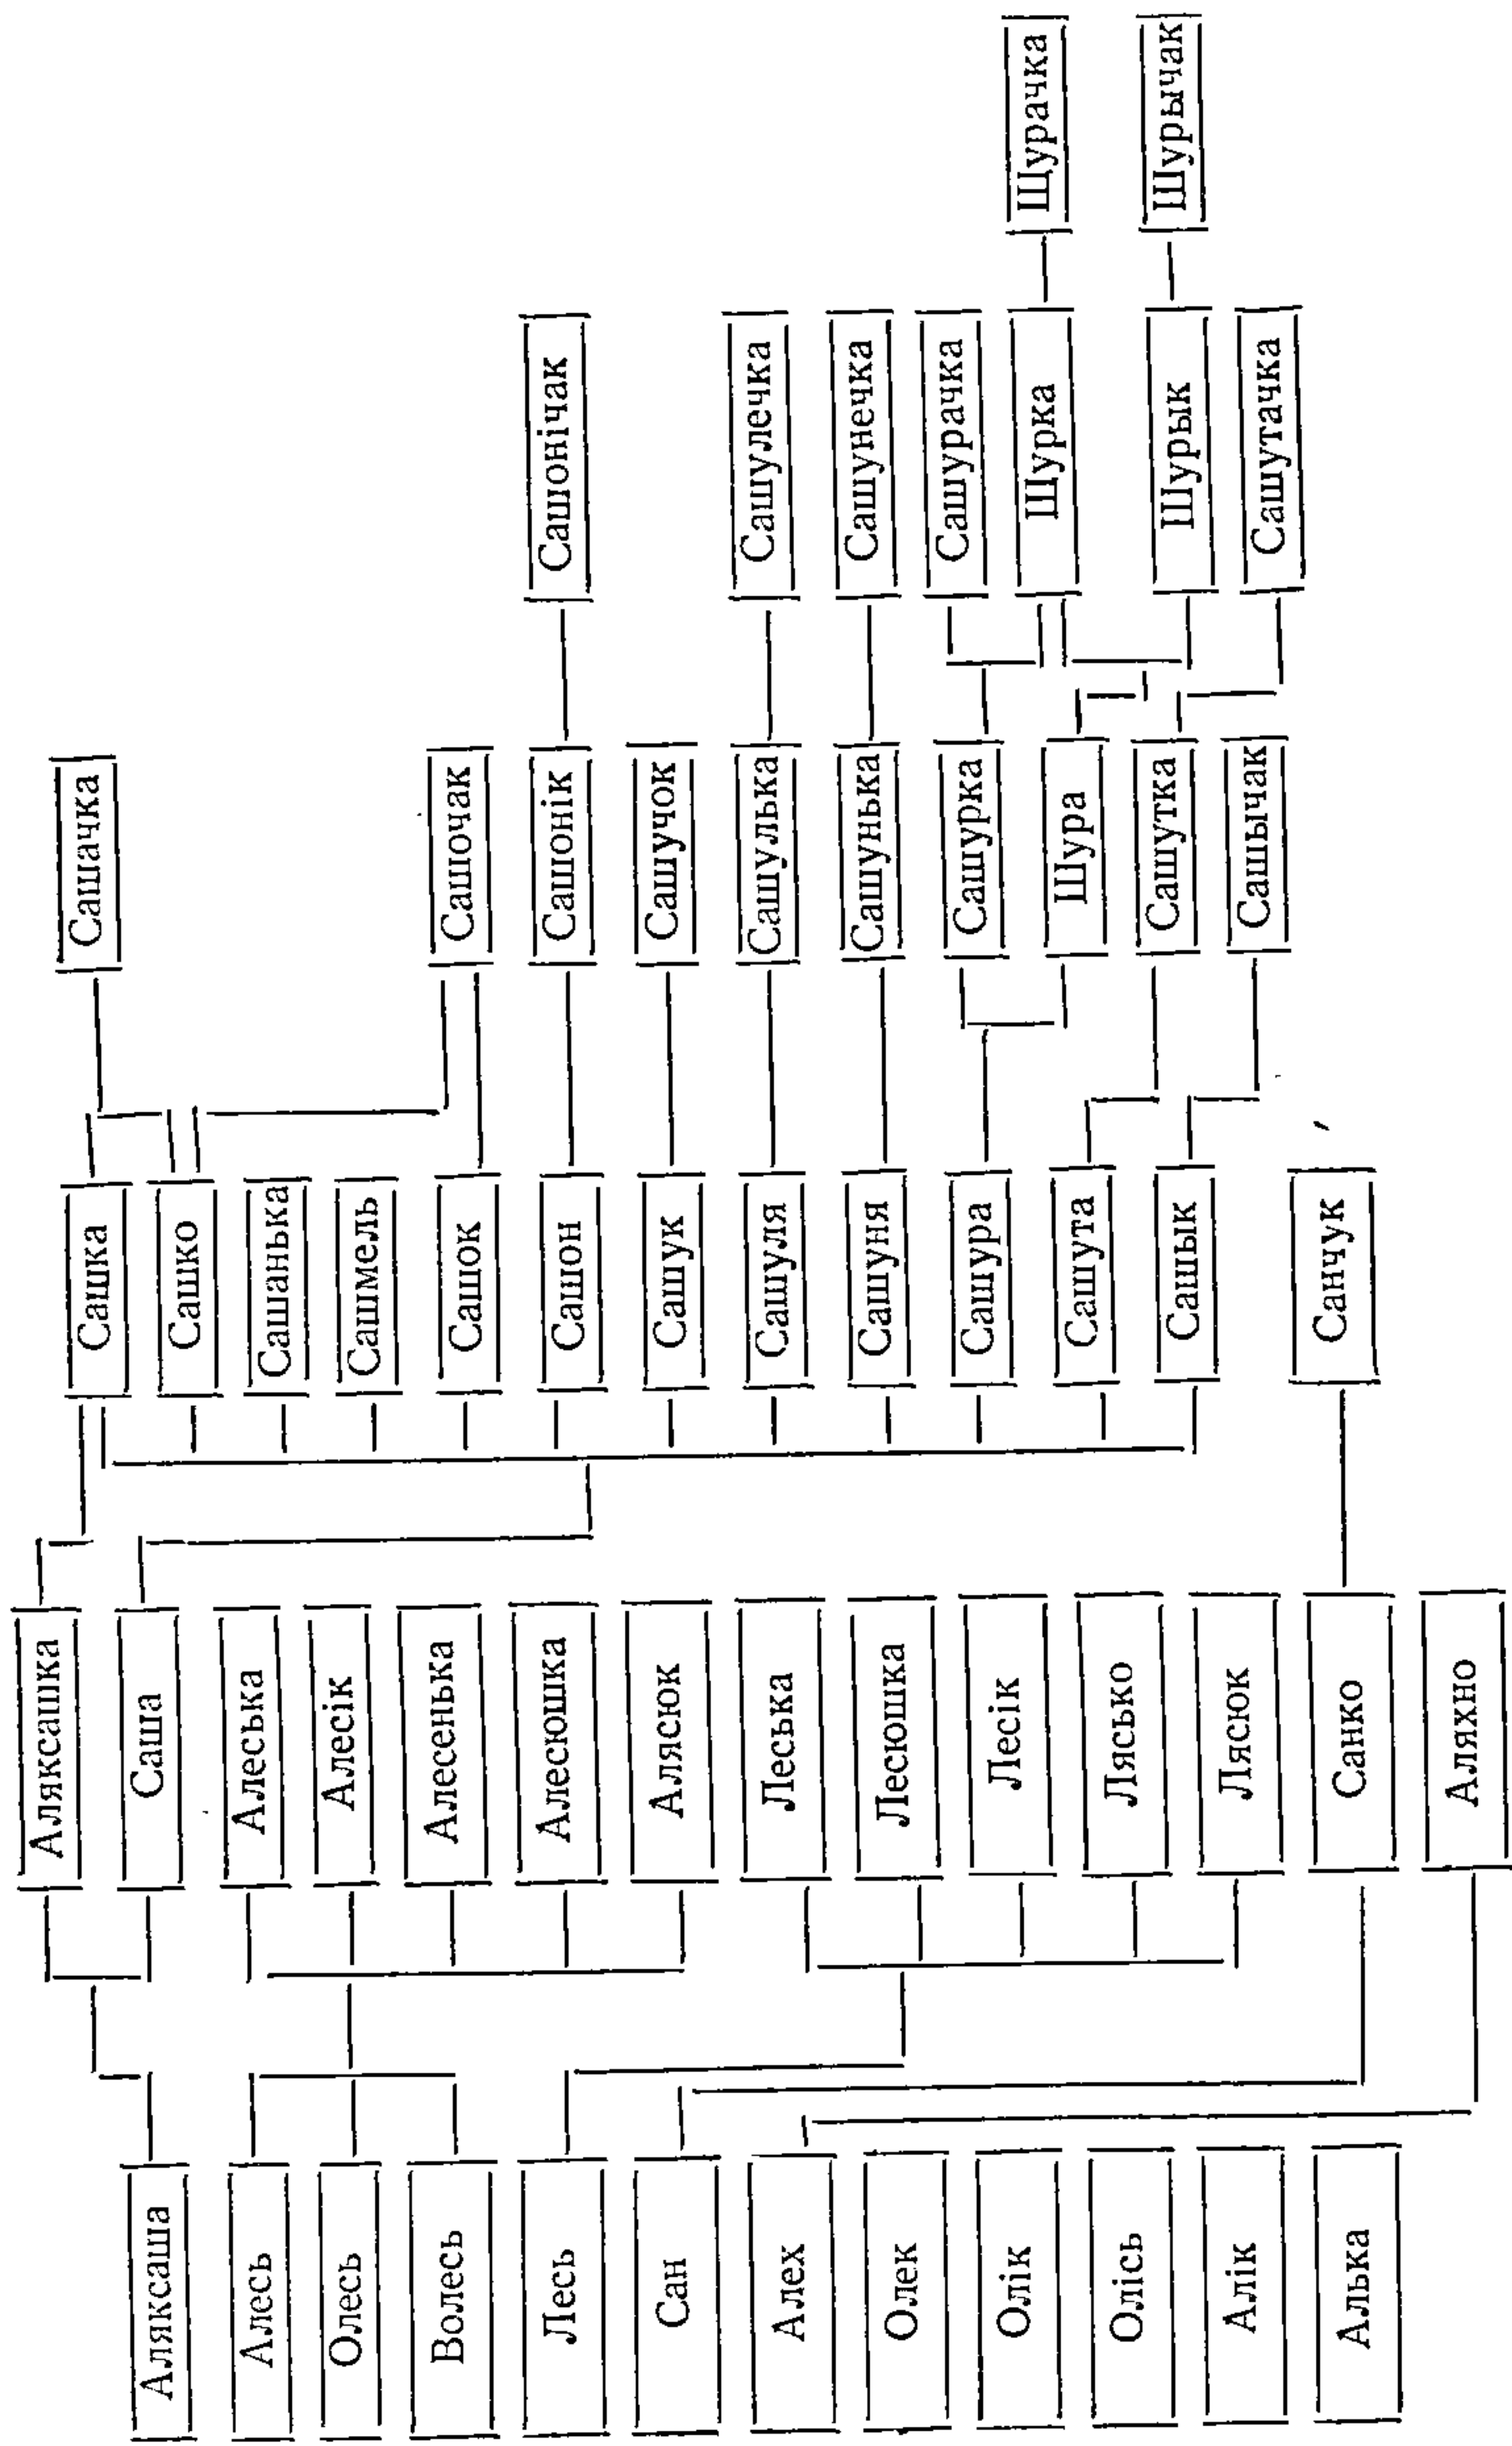 Аляксаша
Алесь
Олесь
Волесь
Лесь
Сан
Алех
Олек
Олік
Олісь
Алік
Алька
Аляксашка
Саша
Алеська
Алесік
Алесенька
Алесюшка
Алясюк
Леська
Лесюшка
Лесік
Лясько
Лясюк
Санко
Аляхно
Сашка
Сашко
Сашанька
Сашмель
Сашок
Сашон
Сашук
Сашуля
Сашуня
Сашура
Сашута
Сашык
Санчук
Сашачка
Сашочак
Сашонік
Сашучок
Сашулька
Сашунька
Сашурка
Шура
Сашутка
Сашычак
Сашонічак
Сашулечка
Сашунечка
Сашурачка
Шурка
Шурык
Сашутачка
Щурачка
Шурычак